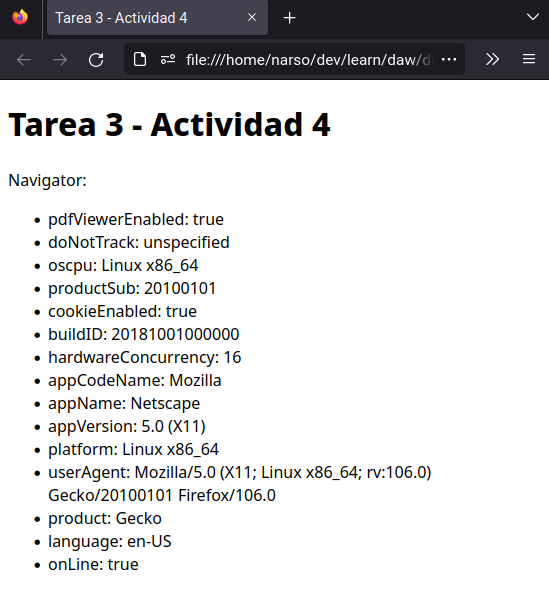 Tarea 3 - Actividad 4
file:///home/narso/dev/learn/daw/d
Tarea 3 - Actividad 4
Navigator:
pdfViewerEnabled: true
doNotTrack: unspecified
oscpu: Linux x86_64
productSub: 20100101
cookieEnabled: true
buildID: 20181001000000
hardwareConcurrency: 16
appCodeName: Mozilla
appName: Netscape
appVersion: 5.0 (X11)
platform: Linux x86_64
userAgent: Mozilla/5.0 (X11; Linux x86_64; rv:106.0)
Gecko/20100101 Firefox/106.0
product: Gecko
language: en-US
onLine: true